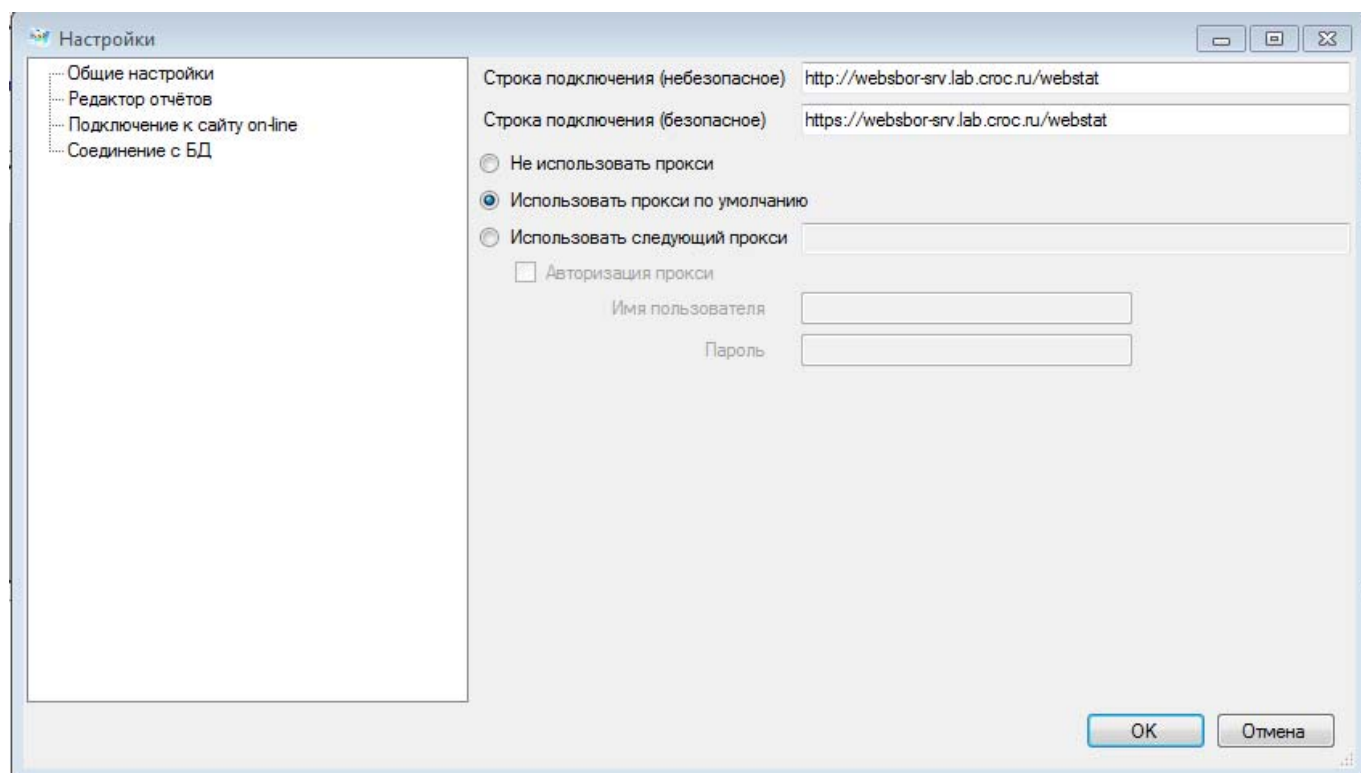 Настройки
Общие настройки
Редактор отчётов
Подключение к сайту on-line
Соединение с БД
Строка подключения (небезопасное) http://websbor-srv.lab.croc.ru/webstat
Строка подключения (безопасное) https://websbor-srv.lab.croc.ru/webstat
Не использовать прокси
Использовать прокси по умолчанию
Использовать следующий прокси
Авторизация прокси
Имя пользователя
Пароль
OK Отмена